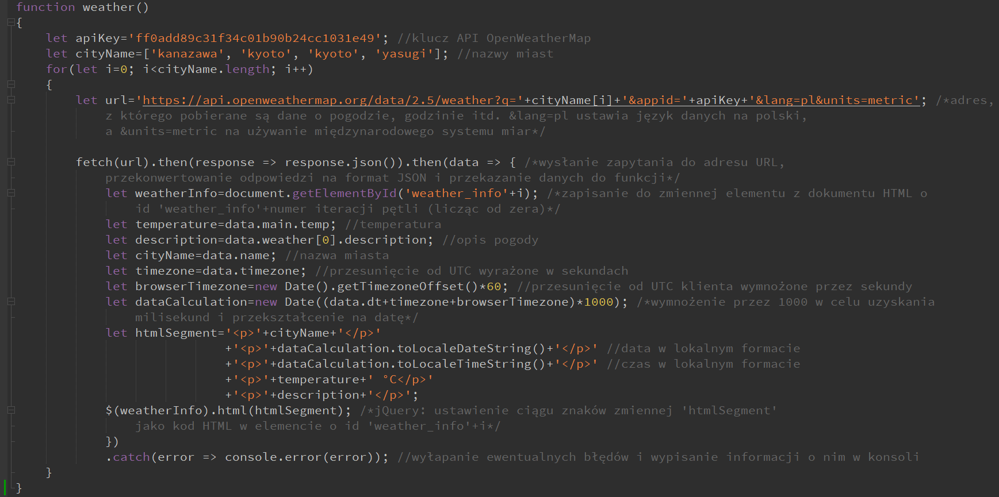 function weather()
{
let apiKey='ff0add89c31f34c01b90b24cc1031e49'; //klucz API OpenWeatherMap
let cityName=['kanazawa', 'kyoto', 'kyoto', 'yasugi']; //nazwy miast
for(let i=0; i<cityName.length; i++)
{
let url='https://api.openweathermap.org/data/2.5/weather?q='+cityName[i]+'&appid='+apiKey+'&lang=pl&units=metric'; /*adres,
z którego pobierane są dane o pogodzie, godzinie itd. &lang=pl ustawia język danych na polski,
a &units=metric na używanie międzynarodowego systemu miar*/
fetch(url).then(response => response.json()).then(data => { /*wysłanie zapytania do adresu URL,
przekonwertowanie odpowiedzi na format JSON i przekazanie danych do funkcji*/
let weatherInfo=document.getElementById('weather_info'+i); /*zapisanie do zmiennej elementu z dokumentu HTML o
id 'weather_info'+numer iteracji pętli (licząc od zera)*/
let temperature=data.main.temp; //temperatura
let description=data.weather[0].description; //opis pogody
let cityName=data.name; //nazwa miasta
let timezone=data.timezone; //przesunięcie od UTC wyrażone w sekundach
let browserTimezone=new Date().getTimezoneOffset()*60; //przesunięcie od UTC klienta wymnożone przez sekundy
let dataCalculation=new Date((data.dt+timezone+browserTimezone)*1000); /*wymnożenie przez 1000 w celu uzyskania
milisekund i przekształcenie na datę*/
let htmlSegment='<p>'+cityName+'</p>'
+'<p>'+dataCalculation.toLocaleDateString()+'</p>' //data w lokalnym formacie
+'<p>'+dataCalculation.toLocaleTimeString()+'</p>' //czas w lokalnym formacie
+'<p>'+temperature+' °C</p>'
+'<p>'+description+'</p>';
$(weatherInfo).html(htmlSegment); /*jQuery: ustawienie ciągu znaków zmiennej 'htmlSegment'
jako kod HTML w elemencie o id 'weather_info'+i*/
})
.catch(error => console.error(error)); //wyłapanie ewentualnych błędów i wypisanie informacji o nim w konsoli
}
}